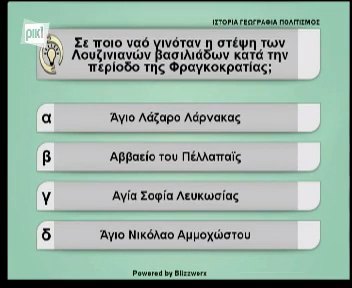 ΡΙΚ1
ΙΣΤΟΡΙΑ ΓΕΩΓΡΑΦΙΑ ΠΟΛΙΤΙΣΜΟΣ
Σε ποιο ναό γινόταν η στέψη των
Λουζινιανών βασιλιάδων κατά την
περίοδο της Φραγκοκρατίας;
α Άγιο Λάζαρο Λάρνακας
β Αββαείο του Πέλλαπαϊς
γ Αγία Σοφία Λευκωσίας
δ Άγιο Νικόλαο Αμμοχώστου
Powered by Blizzwerx